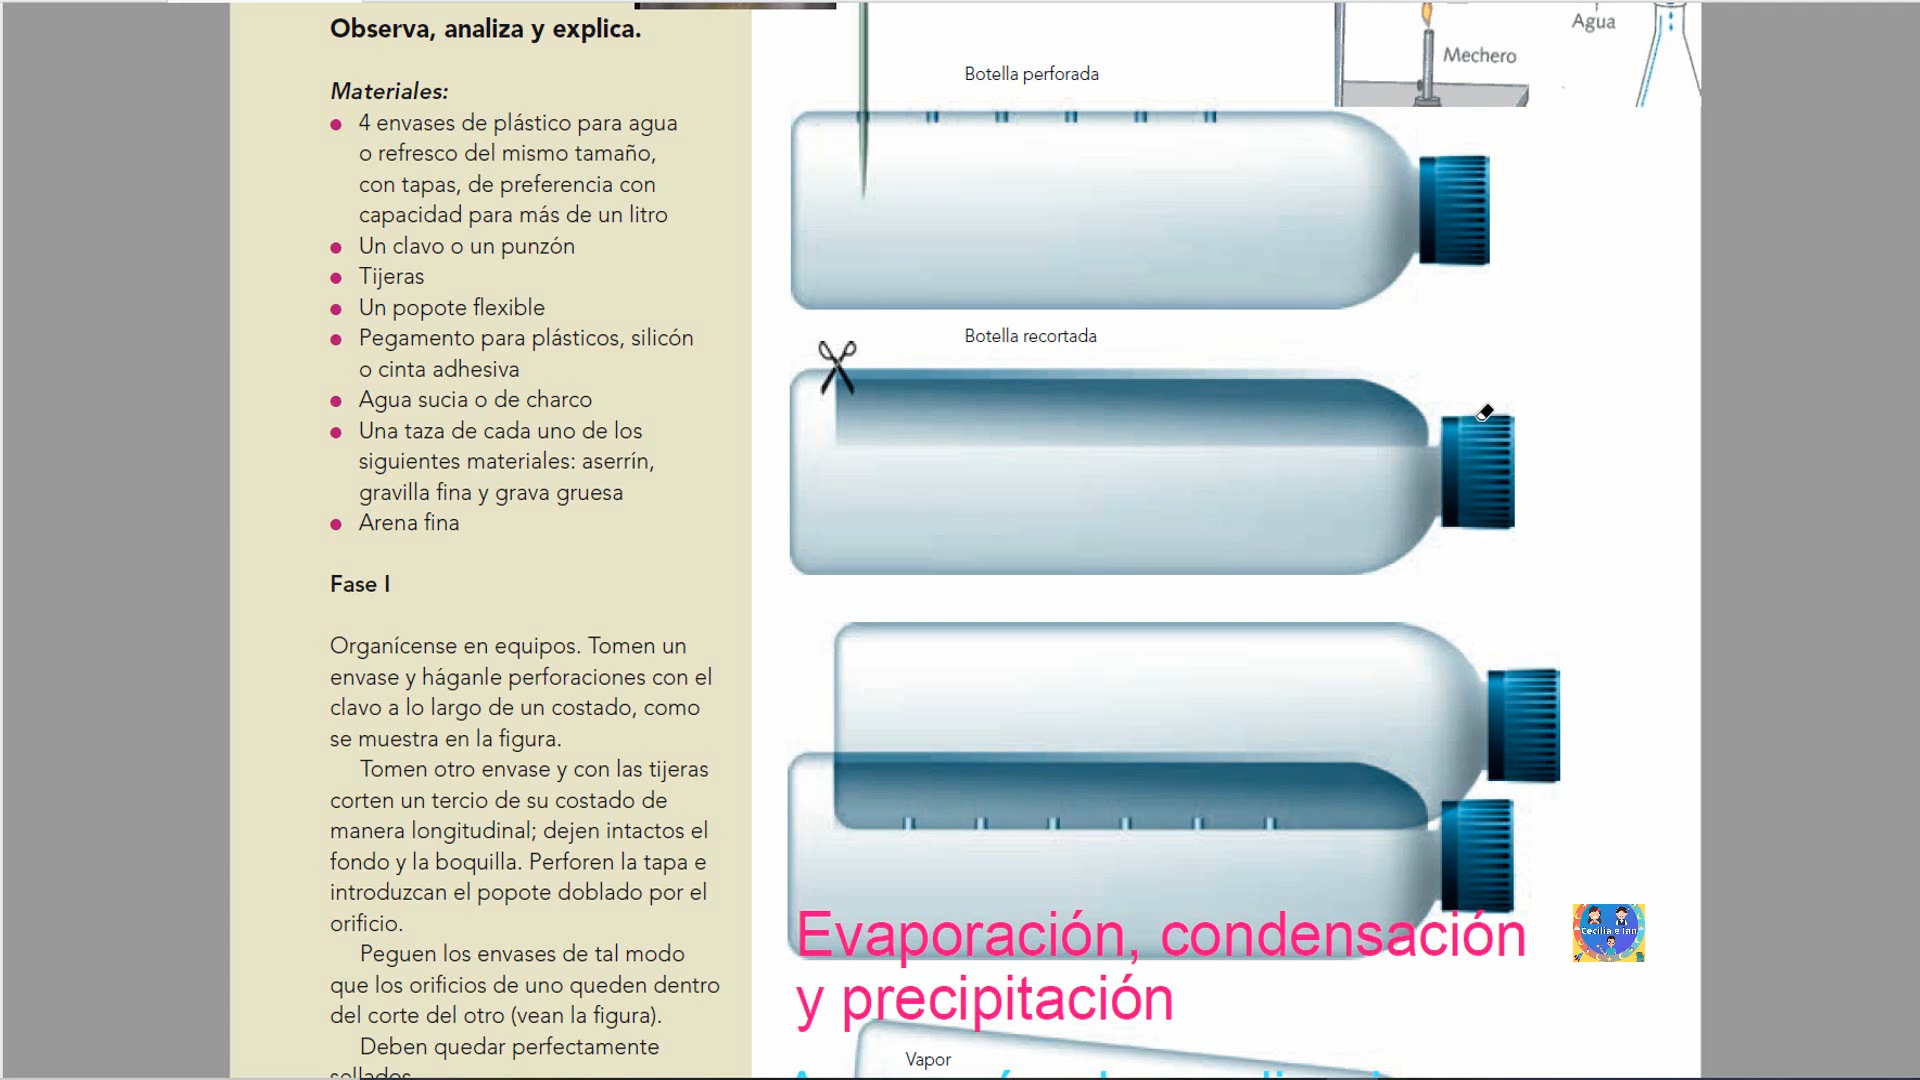 Observa, analiza y explica.
Materiales:
4 envases de plástico para agua
o refresco del mismo tamaño,
con tapas, de preferencia con
capacidad para más de un litro
Un clavo o un punzón
Tijeras
Un popote flexible
Pegamento para plásticos, silicón
o cinta adhesiva
Agua sucia o de charco
Una taza de cada uno de los
siguientes materiales: aserrín,
gravilla fina y grava gruesa
Arena fina
Fase I
Organícense en equipos. Tomen un
envase y háganle perforaciones con el
clavo a lo largo de un costado, como
se muestra en la figura.
Tomen otro envase y con las tijeras
corten un tercio de su costado de
manera longitudinal; dejen intactos el
fondo y la boquilla. Perforen la tapa e
introduzcan el popote doblado por el
orificio.
Peguen los envases de tal modo
que los orificios de uno queden dentro
del corte del otro (vean la figura).
Deben quedar perfectamente
sellados
Agua
Mechero
Botella perforada
Botella recortada
Evaporación, condensación
y precipitación
Cecilia e Ian
Vapor